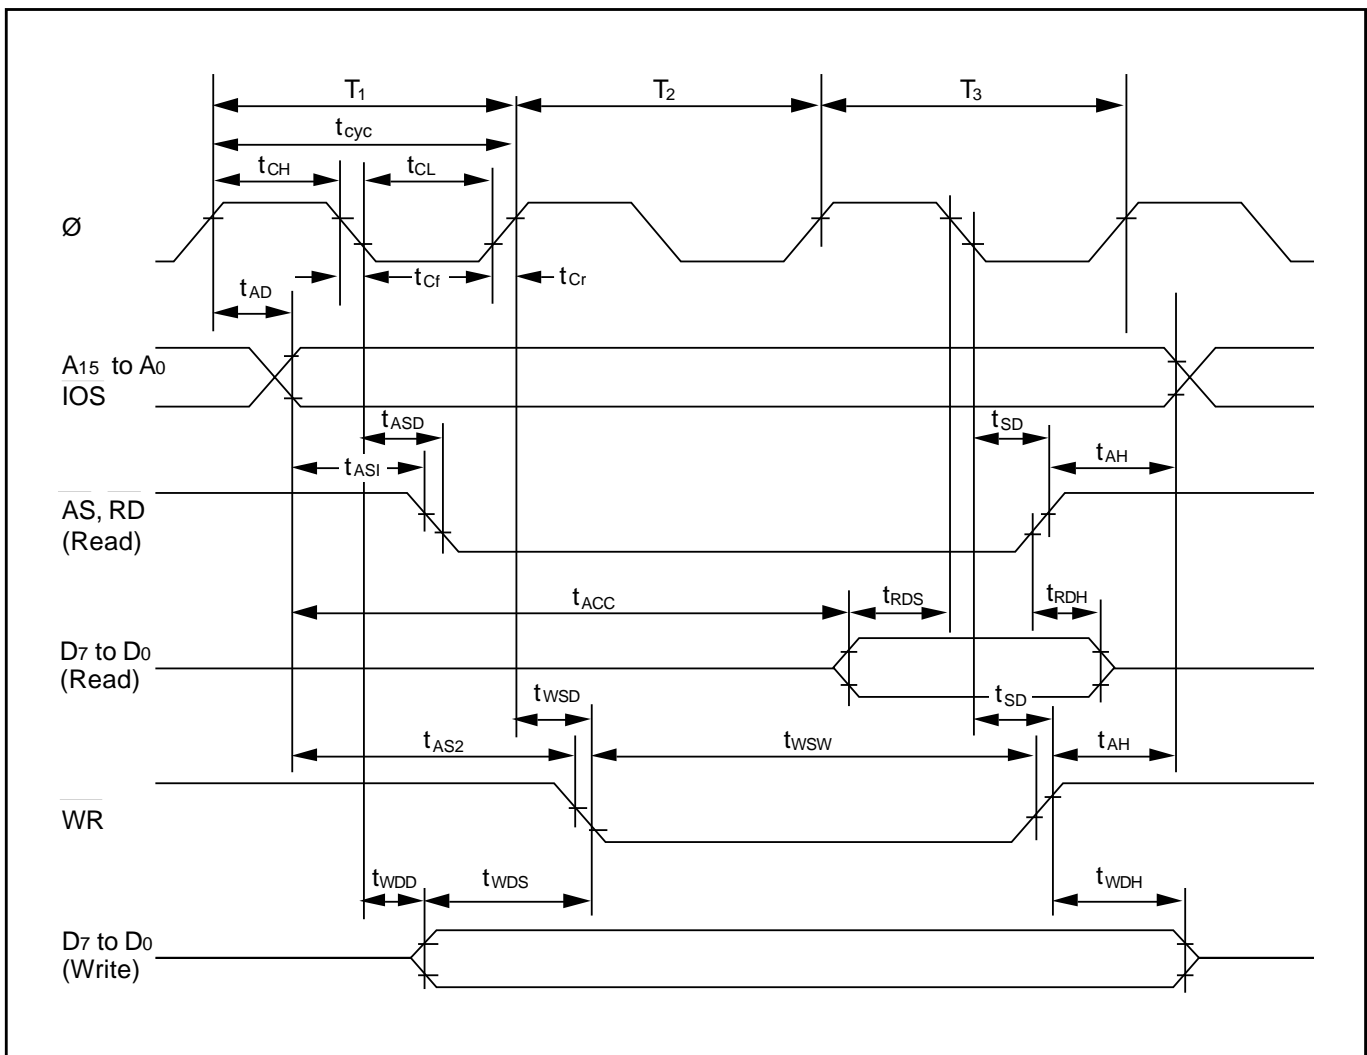 T1 T2 T3
tcyc
tCH tCL
Ø
tCf tCr
tAD
A15 to A0
IOS
tASD tSD
tASI tAH
AS, RD
(Read)
tACC tRDS tRDH
D7 to D0
(Read)
tWSD tSD
tAS2 tWSW tAH
WR
tWDD tWDS tWDH
D7 to D0
(Write)